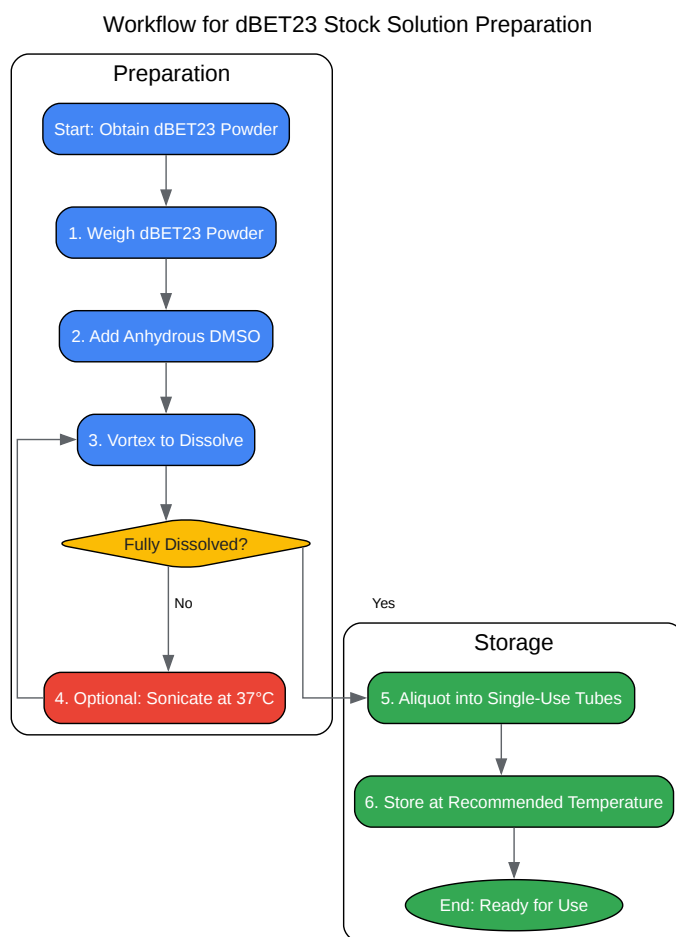 Workflow for dBET23 Stock Solution Preparation
Preparation
Start: Obtain dBET23 Powder
1. Weigh dBET23 Powder
2. Add Anhydrous DMSO
3. Vortex to Dissolve
Fully Dissolved?
No
Yes
4. Optional: Sonicate at 37°C
Storage
5. Aliquot into Single-Use Tubes
6. Store at Recommended Temperature
End: Ready for Use